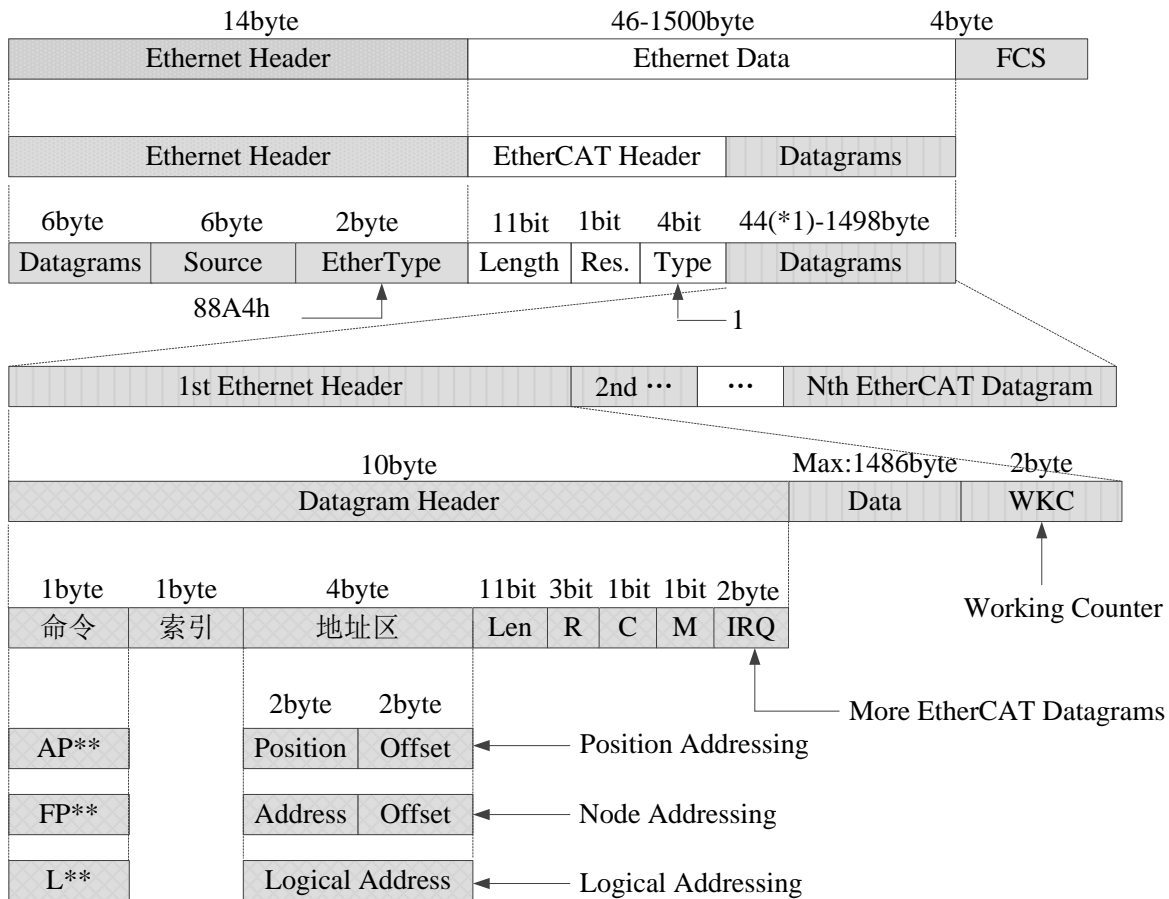 14byte 46-1500byte 4byte
Ethernet Header Ethernet Data FCS
Ethernet Header EtherCAT Header Datagrams
6byte 6byte 2byte 11bit 1bit 4bit 44(*1)-1498byte
Datagrams Source EtherType Length Res. Type Datagrams
88A4h 1
1st Ethernet Header 2nd ··· ··· Nth EtherCAT Datagram
10byte Max:1486byte 2byte
Datagram Header Data WKC
1byte 1byte 4byte 11bit 3bit 1bit 1bit 2byte
Working Counter
命令 索引 地址区 Len R C M IRQ
2byte 2byte
More EtherCAT Datagrams
AP** Position Offset Position Addressing
FP** Address Offset Node Addressing
L** Logical Address Logical Addressing